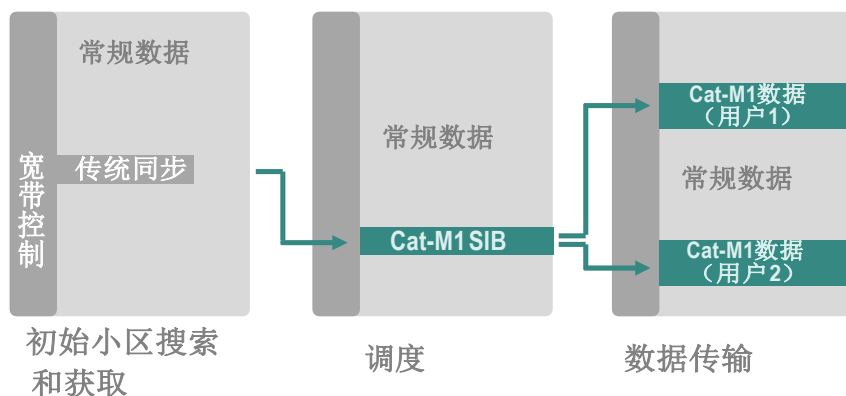 宽带控制
常规数据
传统同步
初始小区搜索
和获取
常规数据
Cat-M1 SIB
调度
Cat-M1数据
（用户1）
常规数据
Cat-M1数据
（用户2）
数据传输